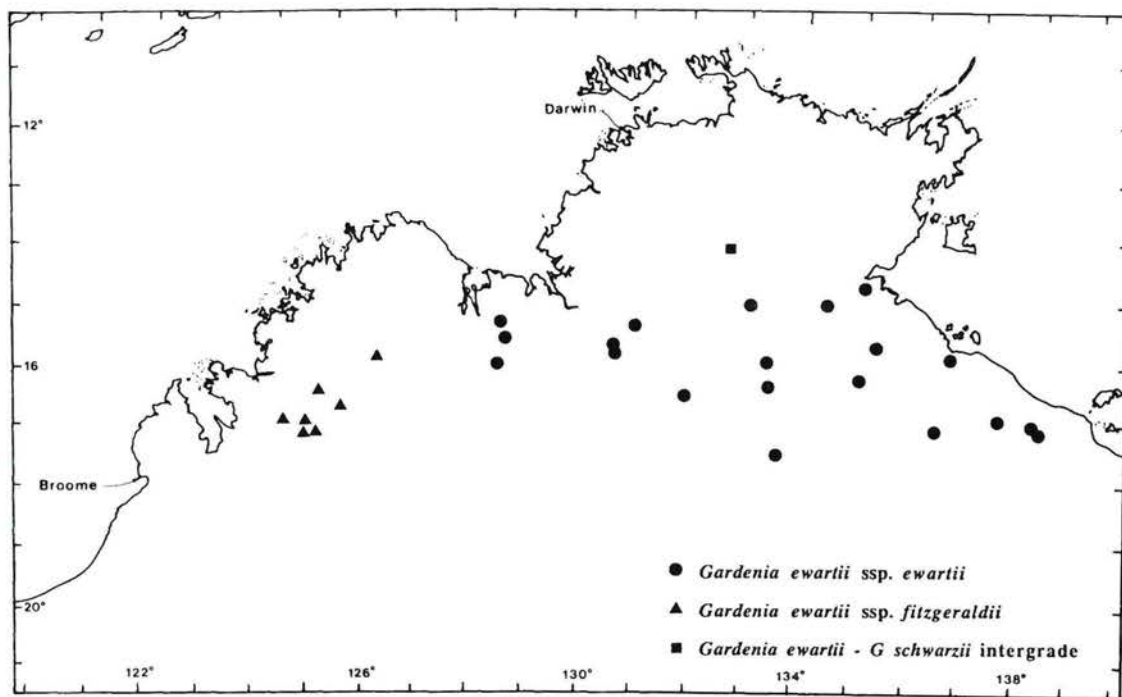 Darwin
12°
16
Broome
20°
● Gardenia ewartii ssp. ewartii
▲ Gardenia ewartii ssp. fitzgeraldii
■ Gardenia ewartii - G schwarzii intergrade
122° 126° 130° 134° 138°